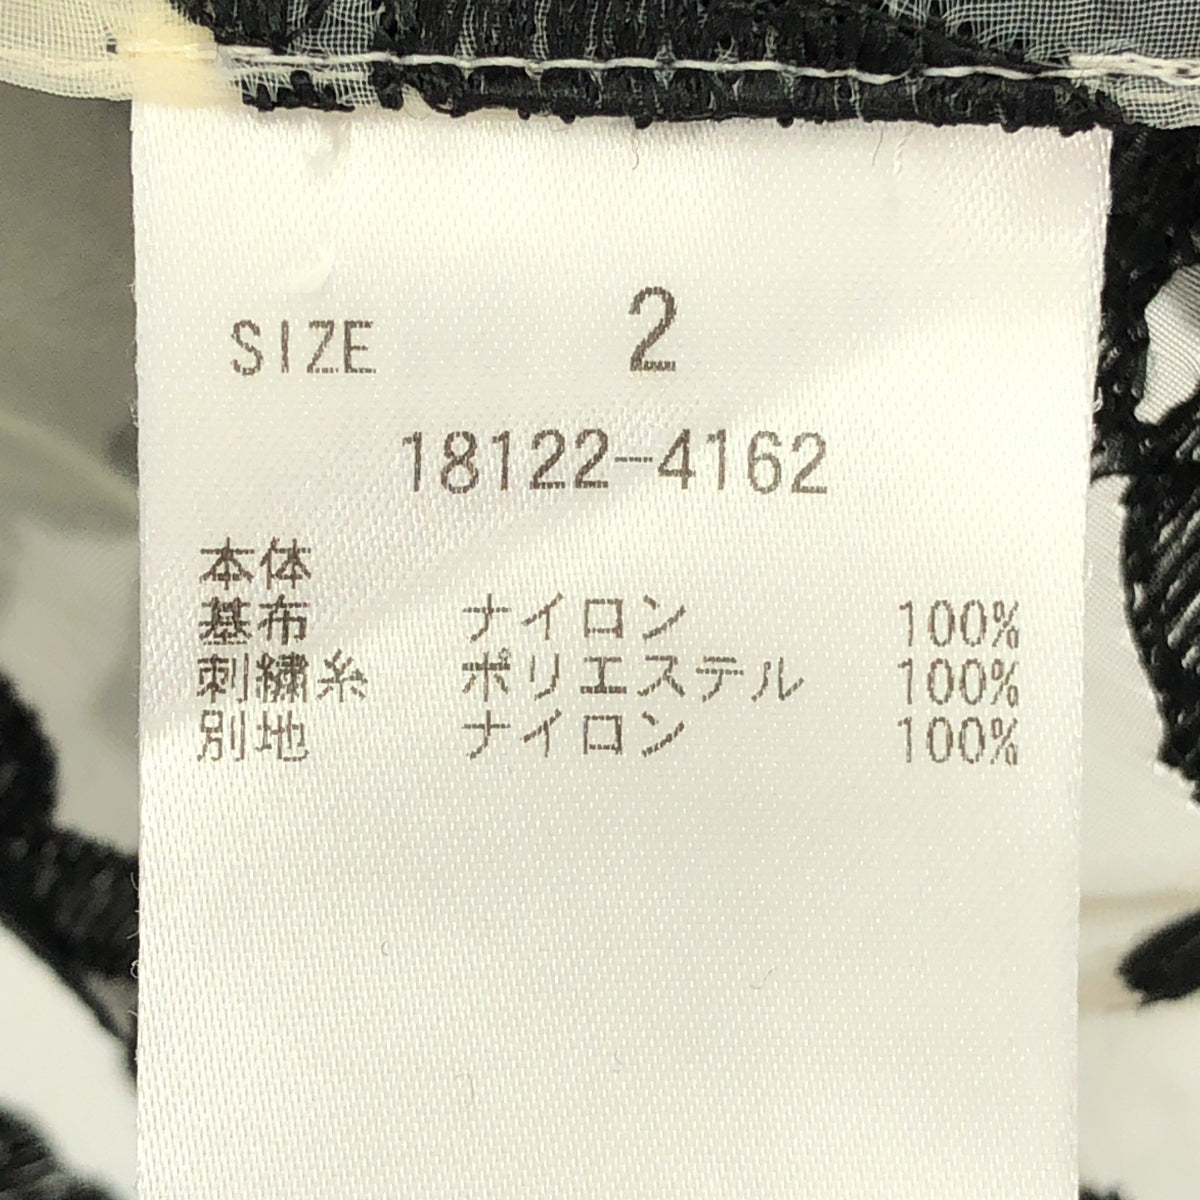 SIZE 2
18122-4162
本体
基布 ナイロン 100%
刺繍糸 ポリエステル 100%
別地 ナイロン 100%